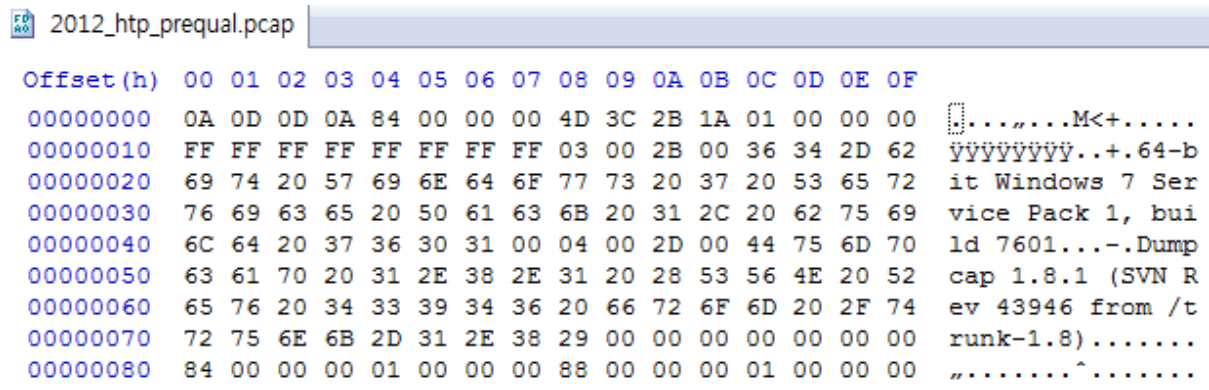 2012_htp_prequal.pcap
Offset(h) 00 01 02 03 04 05 06 07 08 09 0A 0B 0C 0D 0E 0F
00000000 0A 0D 0D 0A 84 00 00 00 4D 3C 2B 1A 01 00 00 00 ....„...M<+.....
00000010 FF FF FF FF FF FF FF FF 03 00 2B 00 36 34 2D 62 ÿÿÿÿÿÿÿÿ..+.64-b
00000020 69 74 20 57 69 6E 64 6F 77 73 20 37 20 53 65 72 it Windows 7 Ser
00000030 76 69 63 65 20 50 61 63 6B 20 31 2C 20 62 75 69 vice Pack 1, bui
00000040 6C 64 20 37 36 30 31 00 04 00 2D 00 44 75 6D 70 ld 7601...-.Dump
00000050 63 61 70 20 31 2E 38 2E 31 20 28 53 56 4E 20 52 cap 1.8.1 (SVN R
00000060 65 76 20 34 33 39 34 36 20 66 72 6F 6D 20 2F 74 ev 43946 from /t
00000070 72 75 6E 6B 2D 31 2E 38 29 00 00 00 00 00 00 00 runk-1.8).......
00000080 84 00 00 00 01 00 00 00 88 00 00 00 01 00 00 00 „.......ˆ.......